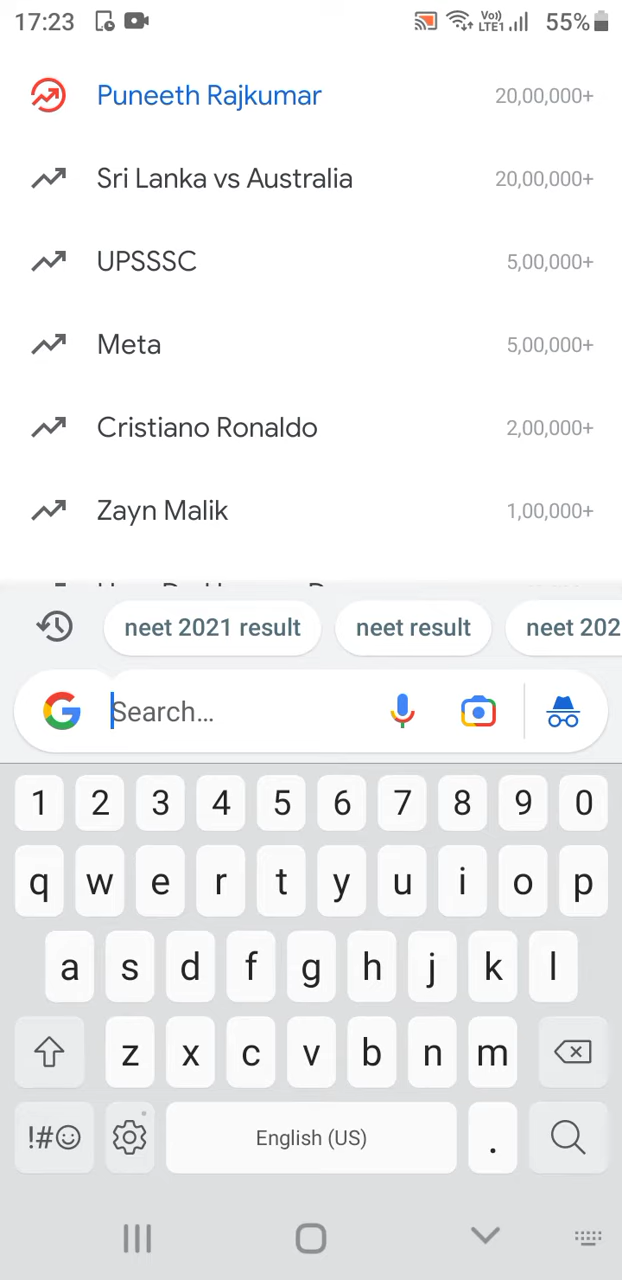 17:23 Vo)) LTE1 55%
Puneeth Rajkumar 20,00,000+
Sri Lanka vs Australia 20,00,000+
UPSSSC 5,00,000+
Meta 5,00,000+
Cristiano Ronaldo 2,00,000+
Zayn Malik 1,00,000+
neet 2021 result neet result neet 202
Search...
1 2 3 4 5 6 7 8 9 0
q w e r t y u i o p
a s d f g h j k l
z x c v b n m
!#☺ English (US) .